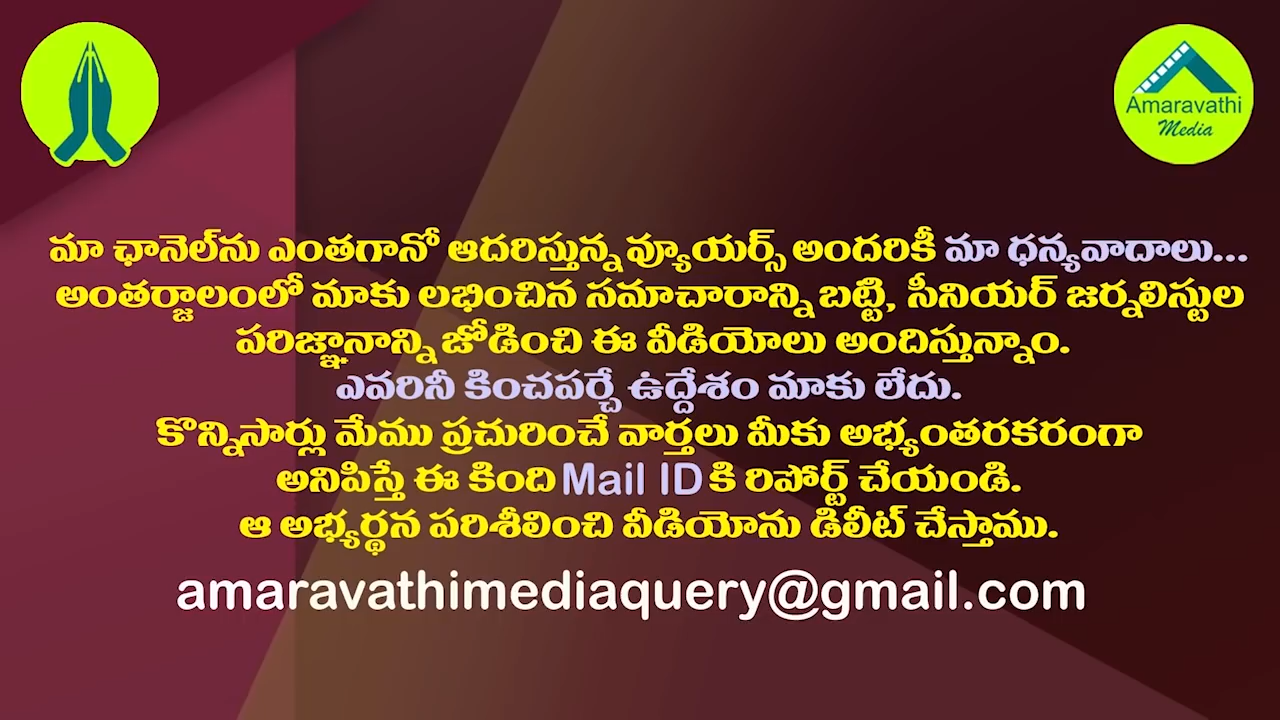 Amaravathi
Media
మా ఛానెల్‌ను ఎంతగానో ఆదరిస్తున్న వ్యూయర్స్ అందరికీ మా ధన్యవాదాలు...
అంతర్జాలంలో మాకు లభించిన సమాచారాన్ని బట్టి, సీనియర్ జర్నలిస్టుల
పరిజ్ఞానాన్ని జోడించి ఈ వీడియోలు అందిస్తున్నాం.
ఎవరినీ కించపర్చే ఉద్దేశం మాకు లేదు.
కొన్నిసార్లు మేము ప్రచురించే వార్తలు మీకు అభ్యంతరకరంగా
అనిపిస్తే ఈ కింది Mail ID కి రిపోర్ట్ చేయండి.
ఆ అభ్యర్థన పరిశీలించి వీడియోను డిలీట్ చేస్తాము.
amaravathimediaquery@gmail.com